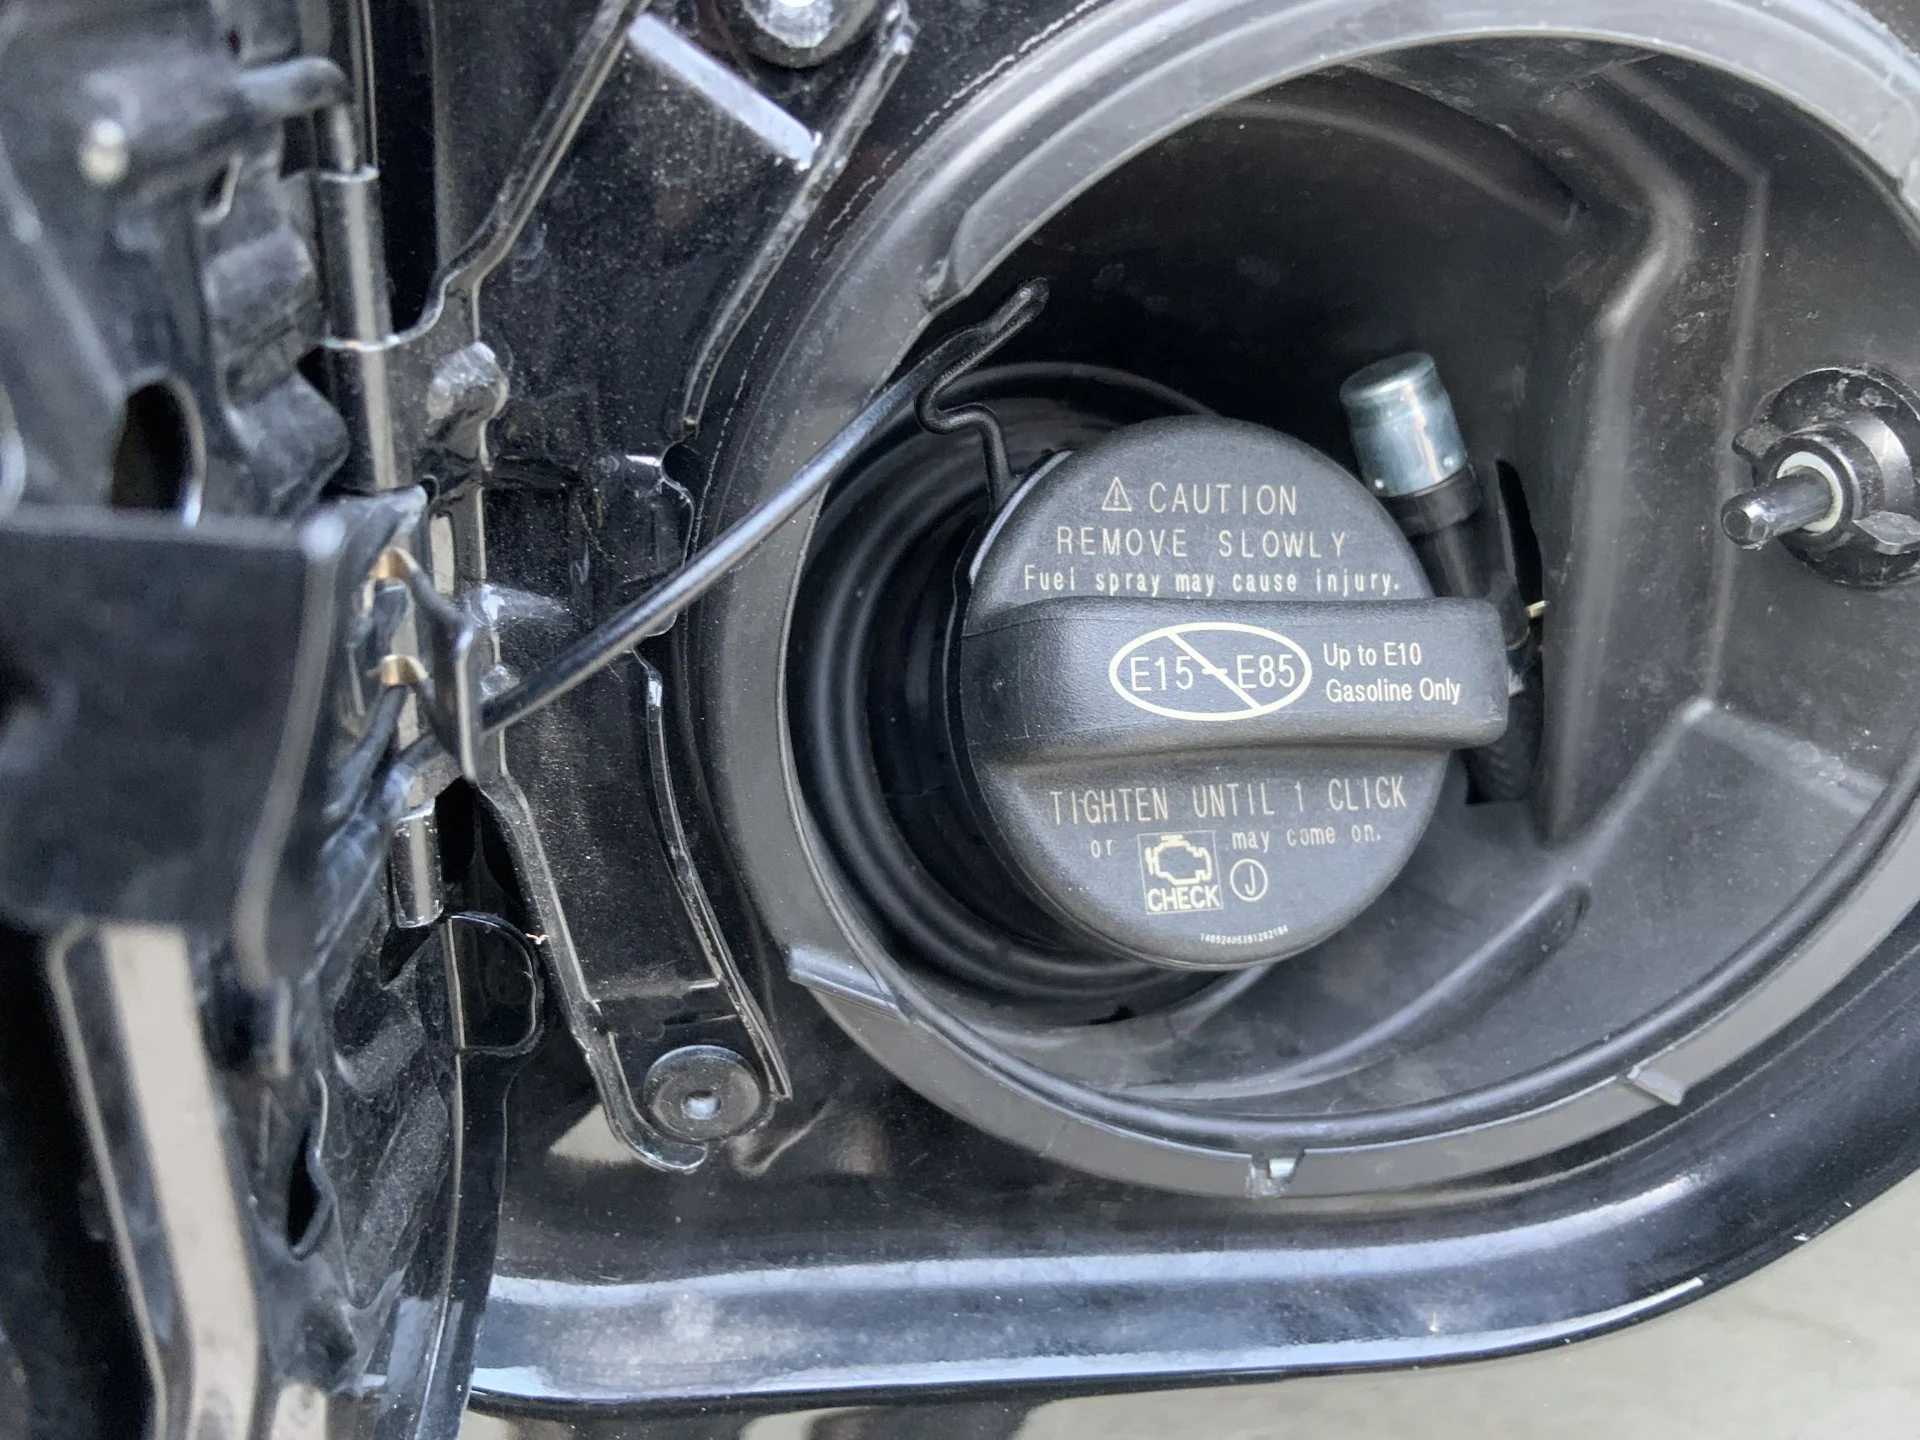 ⚠ CAUTION
REMOVE SLOWLY
Fuel spray may cause injury.
E15-E85
Up to E10
Gasoline Only
TIGHTEN UNTIL 1 CLICK
or CHECK may come on.
J